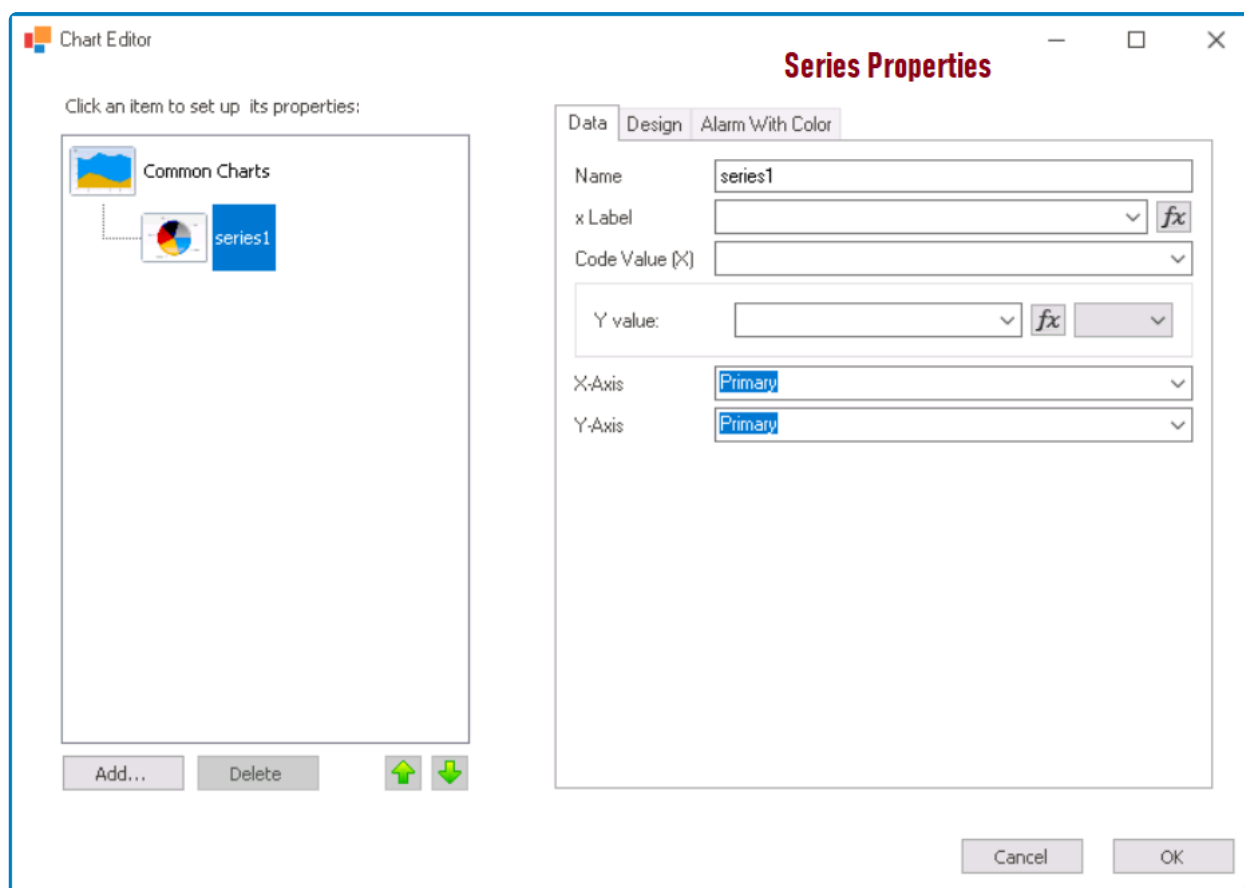 Chart Editor
Series Properties
Click an item to set up its properties:
Common Charts
series1
Add...
Delete
Data
Design
Alarm With Color
Name
series1
x Label
fx
Code Value (X)
Y value:
fx
X-Axis
Primary
Y-Axis
Primary
Cancel
OK